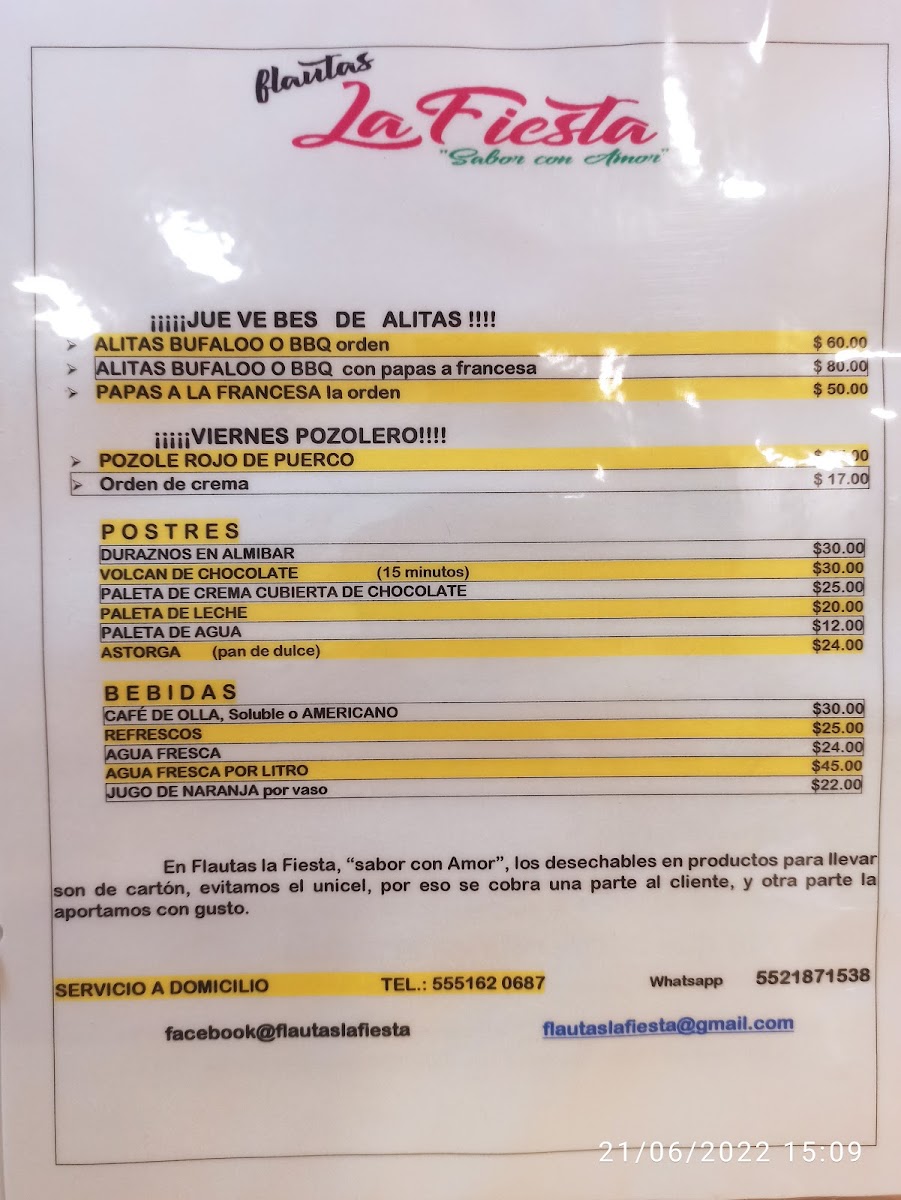 flautas
La Fiesta
"Sabor con Amor"
¡¡¡¡¡JUE VE BES DE ALITAS !!!!
➢ ALITAS BUFALOO O BBQ orden $ 60.00
➢ ALITAS BUFALOO O BBQ con papas a francesa $ 80.00
➢ PAPAS A LA FRANCESA la orden $ 50.00
¡¡¡¡¡VIERNES POZOLERO!!!!
➢ POZOLE ROJO DE PUERCO
➢ Orden de crema $ 17.00
POSTRES
DURAZNOS EN ALMIBAR $30.00
VOLCAN DE CHOCOLATE (15 minutos) $30.00
PALETA DE CREMA CUBIERTA DE CHOCOLATE $25.00
PALETA DE LECHE $20.00
PALETA DE AGUA $12.00
ASTORGA (pan de dulce) $24.00
BEBIDAS
CAFÉ DE OLLA, Soluble o AMERICANO $30.00
REFRESCOS $25.00
AGUA FRESCA $24.00
AGUA FRESCA POR LITRO $45.00
JUGO DE NARANJA por vaso $22.00
En Flautas la Fiesta, “sabor con Amor”, los desechables en productos para llevar
son de cartón, evitamos el unicel, por eso se cobra una parte al cliente, y otra parte la
aportamos con gusto.
SERVICIO A DOMICILIO TEL.: 555162 0687 Whatsapp 5521871538
facebook@flautaslafiesta flautaslafiesta@gmail.com
21/06/2022 15:09